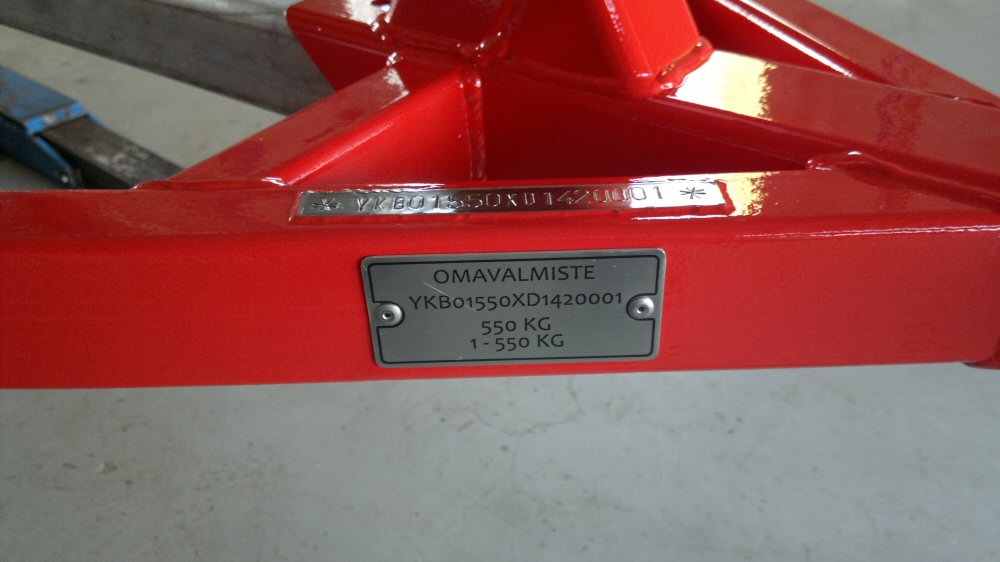 * YKB01550XD1420001 *
OMAVALMISTE
YKB01550XD1420001
550 KG
1 - 550 KG